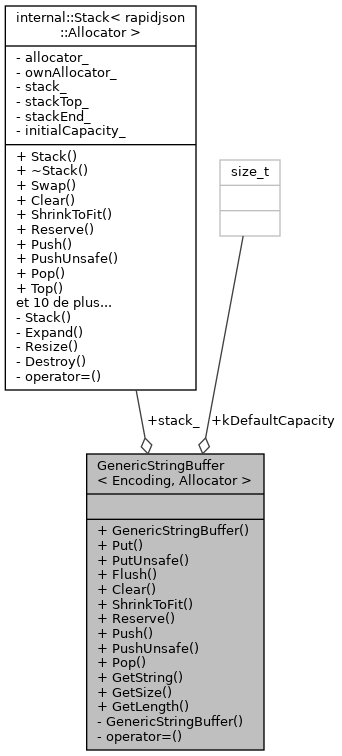 internal::Stack< rapidjson
::Allocator >
- allocator_
- ownAllocator_
- stack_
- stackTop_
- stackEnd_
- initialCapacity_
+ Stack()
+ ~Stack()
+ Swap()
+ Clear()
+ ShrinkToFit()
+ Reserve()
+ Push()
+ PushUnsafe()
+ Pop()
+ Top()
et 10 de plus...
- Stack()
- Expand()
- Resize()
- Destroy()
- operator=()
size_t
+stack_
+kDefaultCapacity
GenericStringBuffer
< Encoding, Allocator >
+ GenericStringBuffer()
+ Put()
+ PutUnsafe()
+ Flush()
+ Clear()
+ ShrinkToFit()
+ Reserve()
+ Push()
+ PushUnsafe()
+ Pop()
+ GetString()
+ GetSize()
+ GetLength()
- GenericStringBuffer()
- operator=()